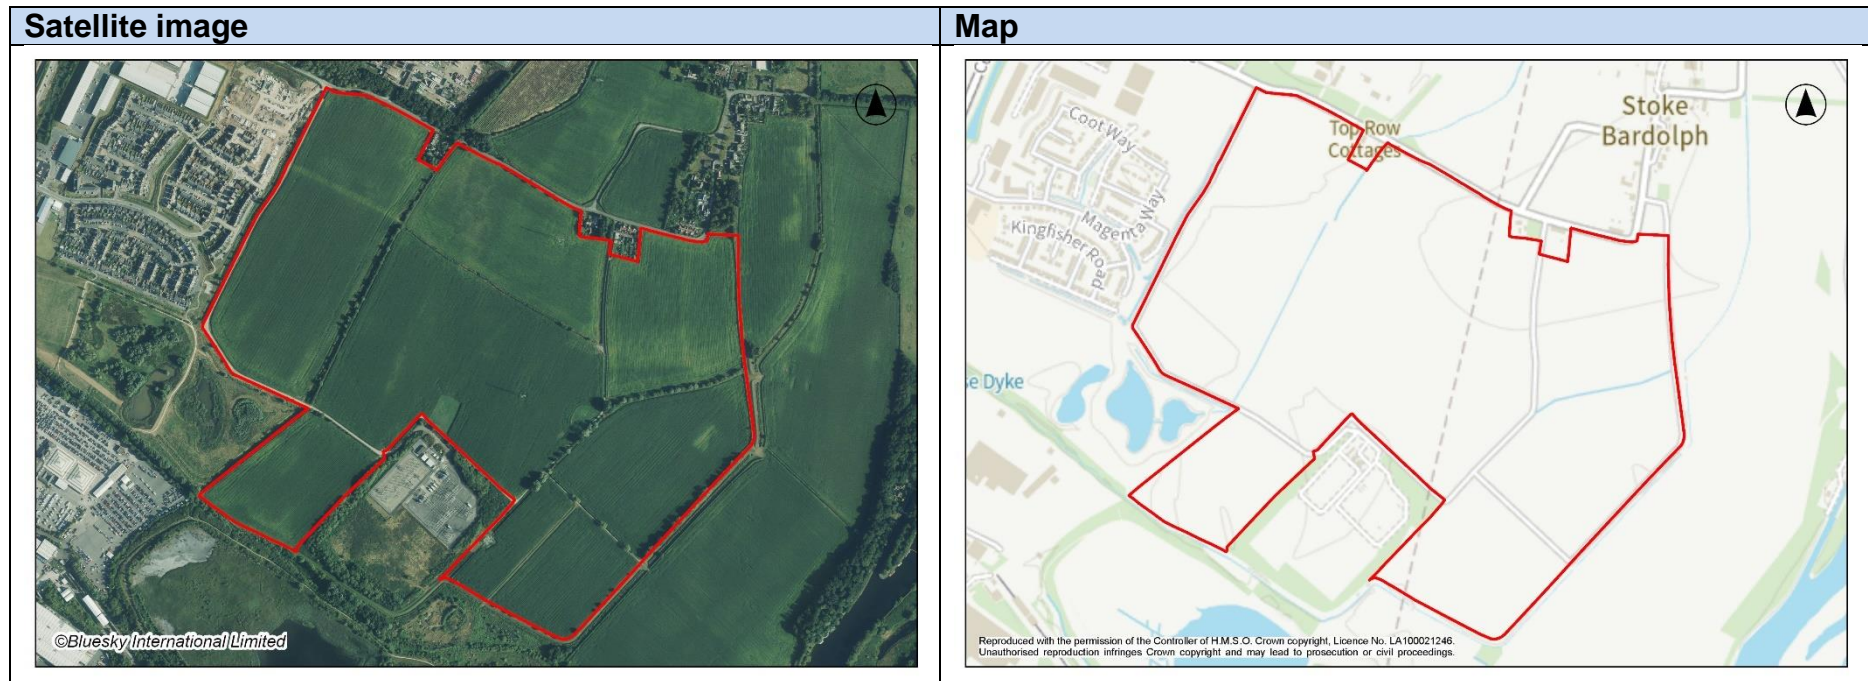 Satellite image
Map
©Bluesky International Limited
Coot Way
Magenta Way
Kingfisher Road
Top Row
Cottages
Stoke
Bardolph
se Dyke
Reproduced with the permission of the Controller of H.M.S.O. Crown copyright, Licence No. LA100021246.
Unauthorised reproduction infringes Crown copyright and may lead to prosecution or civil proceedings.